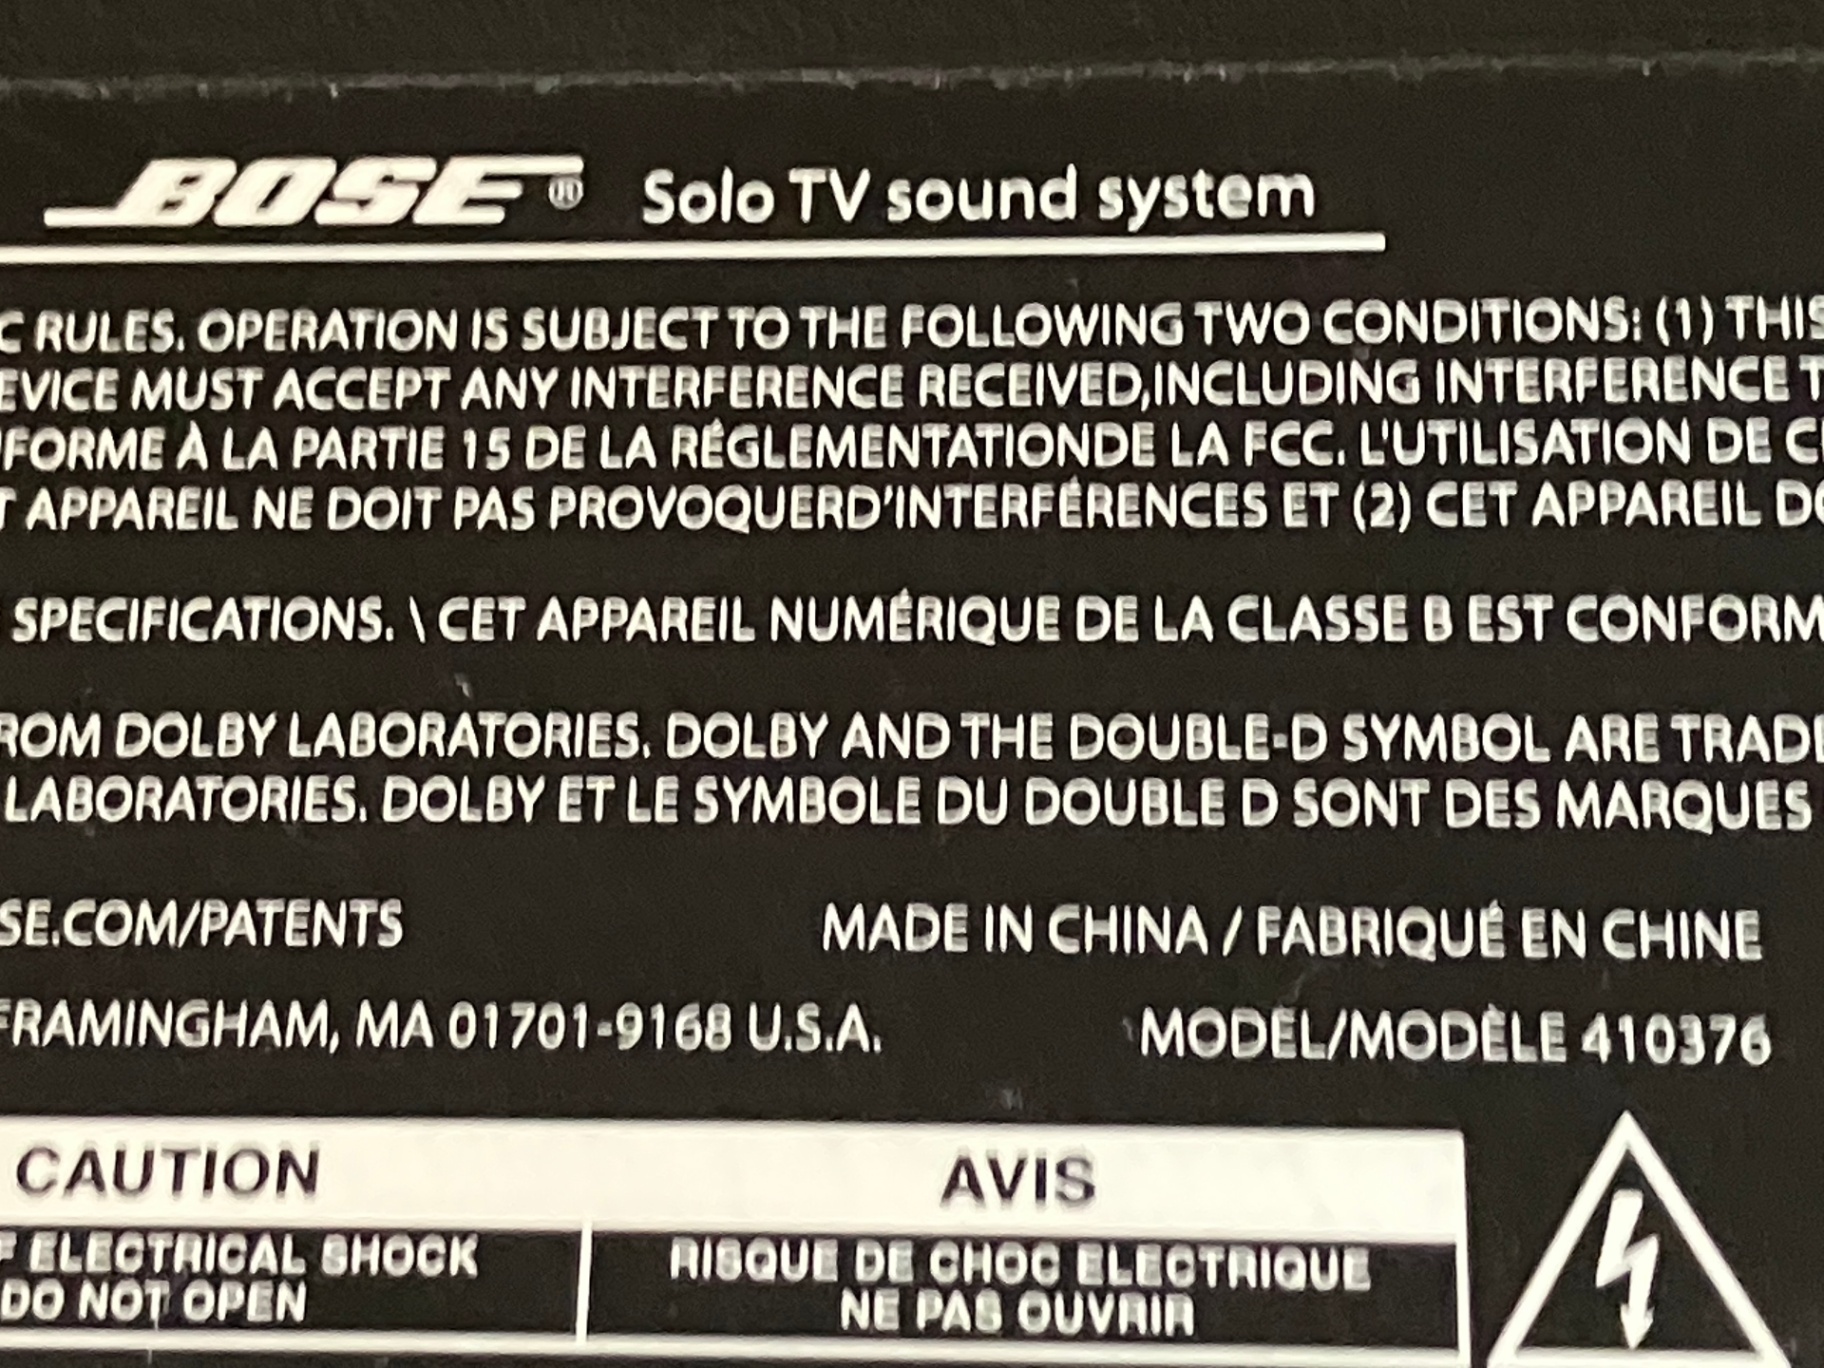 BOSE® Solo TV sound system
C RULES. OPERATION IS SUBJECT TO THE FOLLOWING TWO CONDITIONS: (1) THIS
EVICE MUST ACCEPT ANY INTERFERENCE RECEIVED,INCLUDING INTERFERENCE T
FORME À LA PARTIE 15 DE LA RÉGLEMENTATIONDE LA FCC. L'UTILISATION DE C
T APPAREIL NE DOIT PAS PROVOQUERD'INTERFÉRENCES ET (2) CET APPAREIL DO
SPECIFICATIONS. \ CET APPAREIL NUMÉRIQUE DE LA CLASSE B EST CONFORM
ROM DOLBY LABORATORIES. DOLBY AND THE DOUBLE-D SYMBOL ARE TRADE
LABORATORIES. DOLBY ET LE SYMBOLE DU DOUBLE D SONT DES MARQUES
SE.COM/PATENTS
MADE IN CHINA / FABRIQUÉ EN CHINE
FRAMINGHAM, MA 01701-9168 U.S.A.
MODEL/MODÈLE 410376
CAUTION
AVIS
F ELECTRICAL SHOCK
DO NOT OPEN
RISQUE DE CHOC ELECTRIQUE
NE PAS OUVRIR